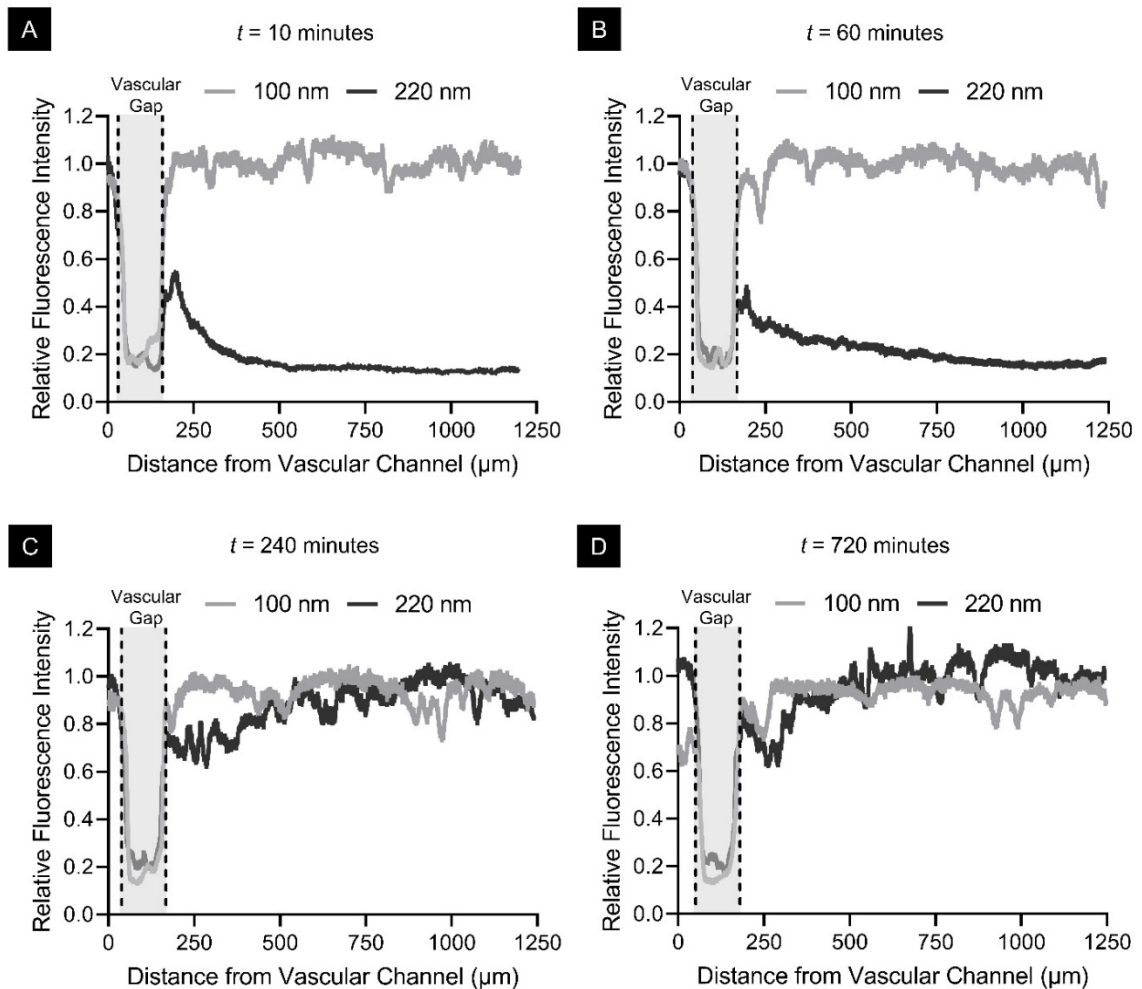 A
t = 10 minutes
Vascular Gap
100 nm
220 nm
Relative Fluorescence Intensity
1.2
1.0
0.8
0.6
0.4
0.2
0.0
0 250 500 750 1000 1250
Distance from Vascular Channel (µm)
B
t = 60 minutes
Vascular Gap
100 nm
220 nm
Relative Fluorescence Intensity
1.2
1.0
0.8
0.6
0.4
0.2
0.0
0 250 500 750 1000 1250
Distance from Vascular Channel (µm)
C
t = 240 minutes
Vascular Gap
100 nm
220 nm
Relative Fluorescence Intensity
1.2
1.0
0.8
0.6
0.4
0.2
0.0
0 250 500 750 1000 1250
Distance from Vascular Channel (µm)
D
t = 720 minutes
Vascular Gap
100 nm
220 nm
Relative Fluorescence Intensity
1.2
1.0
0.8
0.6
0.4
0.2
0.0
0 250 500 750 1000 1250
Distance from Vascular Channel (µm)